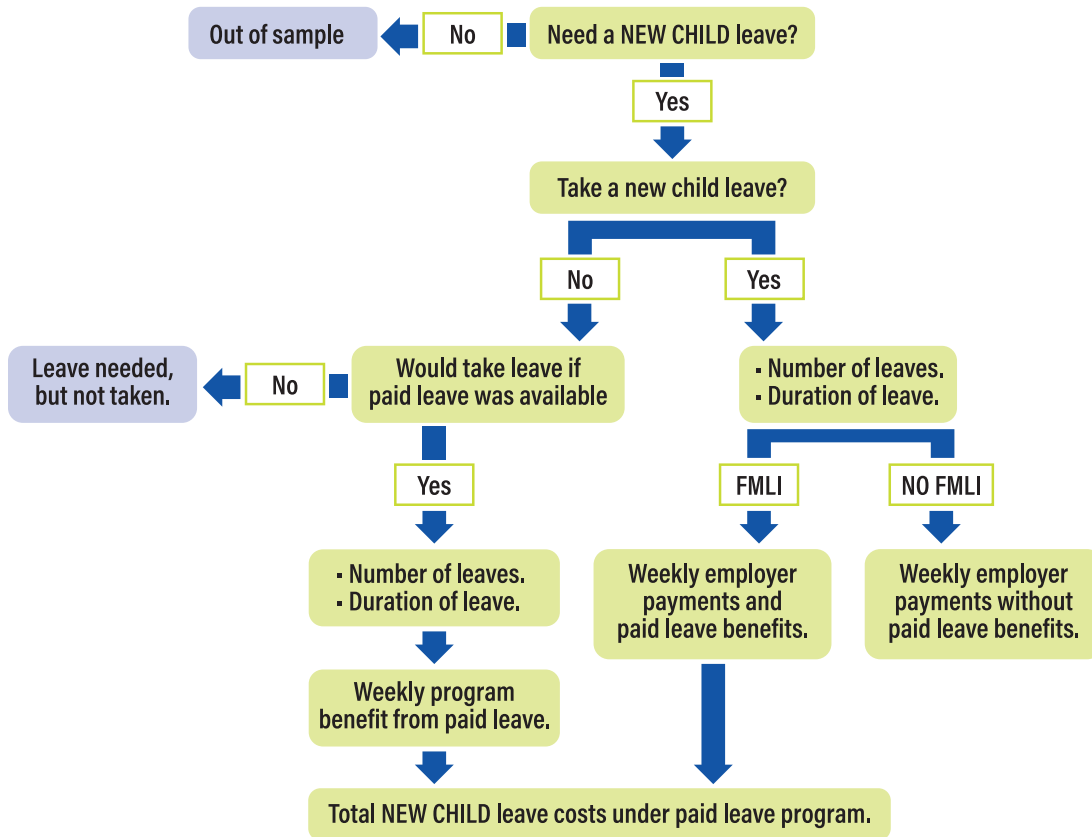 Out of sample
No
Need a NEW CHILD leave?
Yes
Take a new child leave?
No
Yes
Leave needed,
but not taken.
No
Would take leave if
paid leave was available
- Number of leaves.
- Duration of leave.
Yes
FMLI
NO FMLI
- Number of leaves.
- Duration of leave.
Weekly employer
payments and
paid leave benefits.
Weekly employer
payments without
paid leave benefits.
Weekly program
benefit from paid leave.
Total NEW CHILD leave costs under paid leave program.